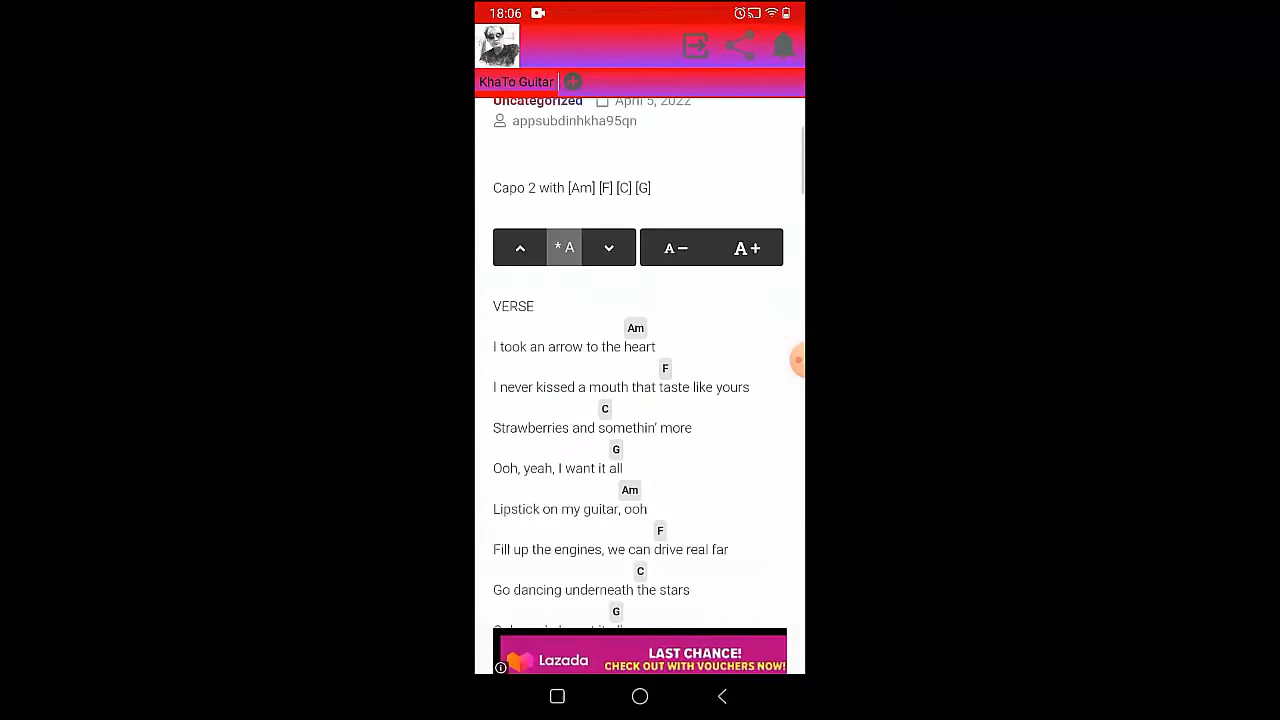 18:06
KhaTo Guitar
Uncategorized April 5, 2022
appsubdinhkha95qn
Capo 2 with [Am] [F] [C] [G]
* A A− A+
VERSE
Am
I took an arrow to the heart
F
I never kissed a mouth that taste like yours
C
Strawberries and somethin' more
G
Ooh, yeah, I want it all
Am
Lipstick on my guitar, ooh
F
Fill up the engines, we can drive real far
C
Go dancing underneath the stars
G
Lazada
LAST CHANCE!
CHECK OUT WITH VOUCHERS NOW!